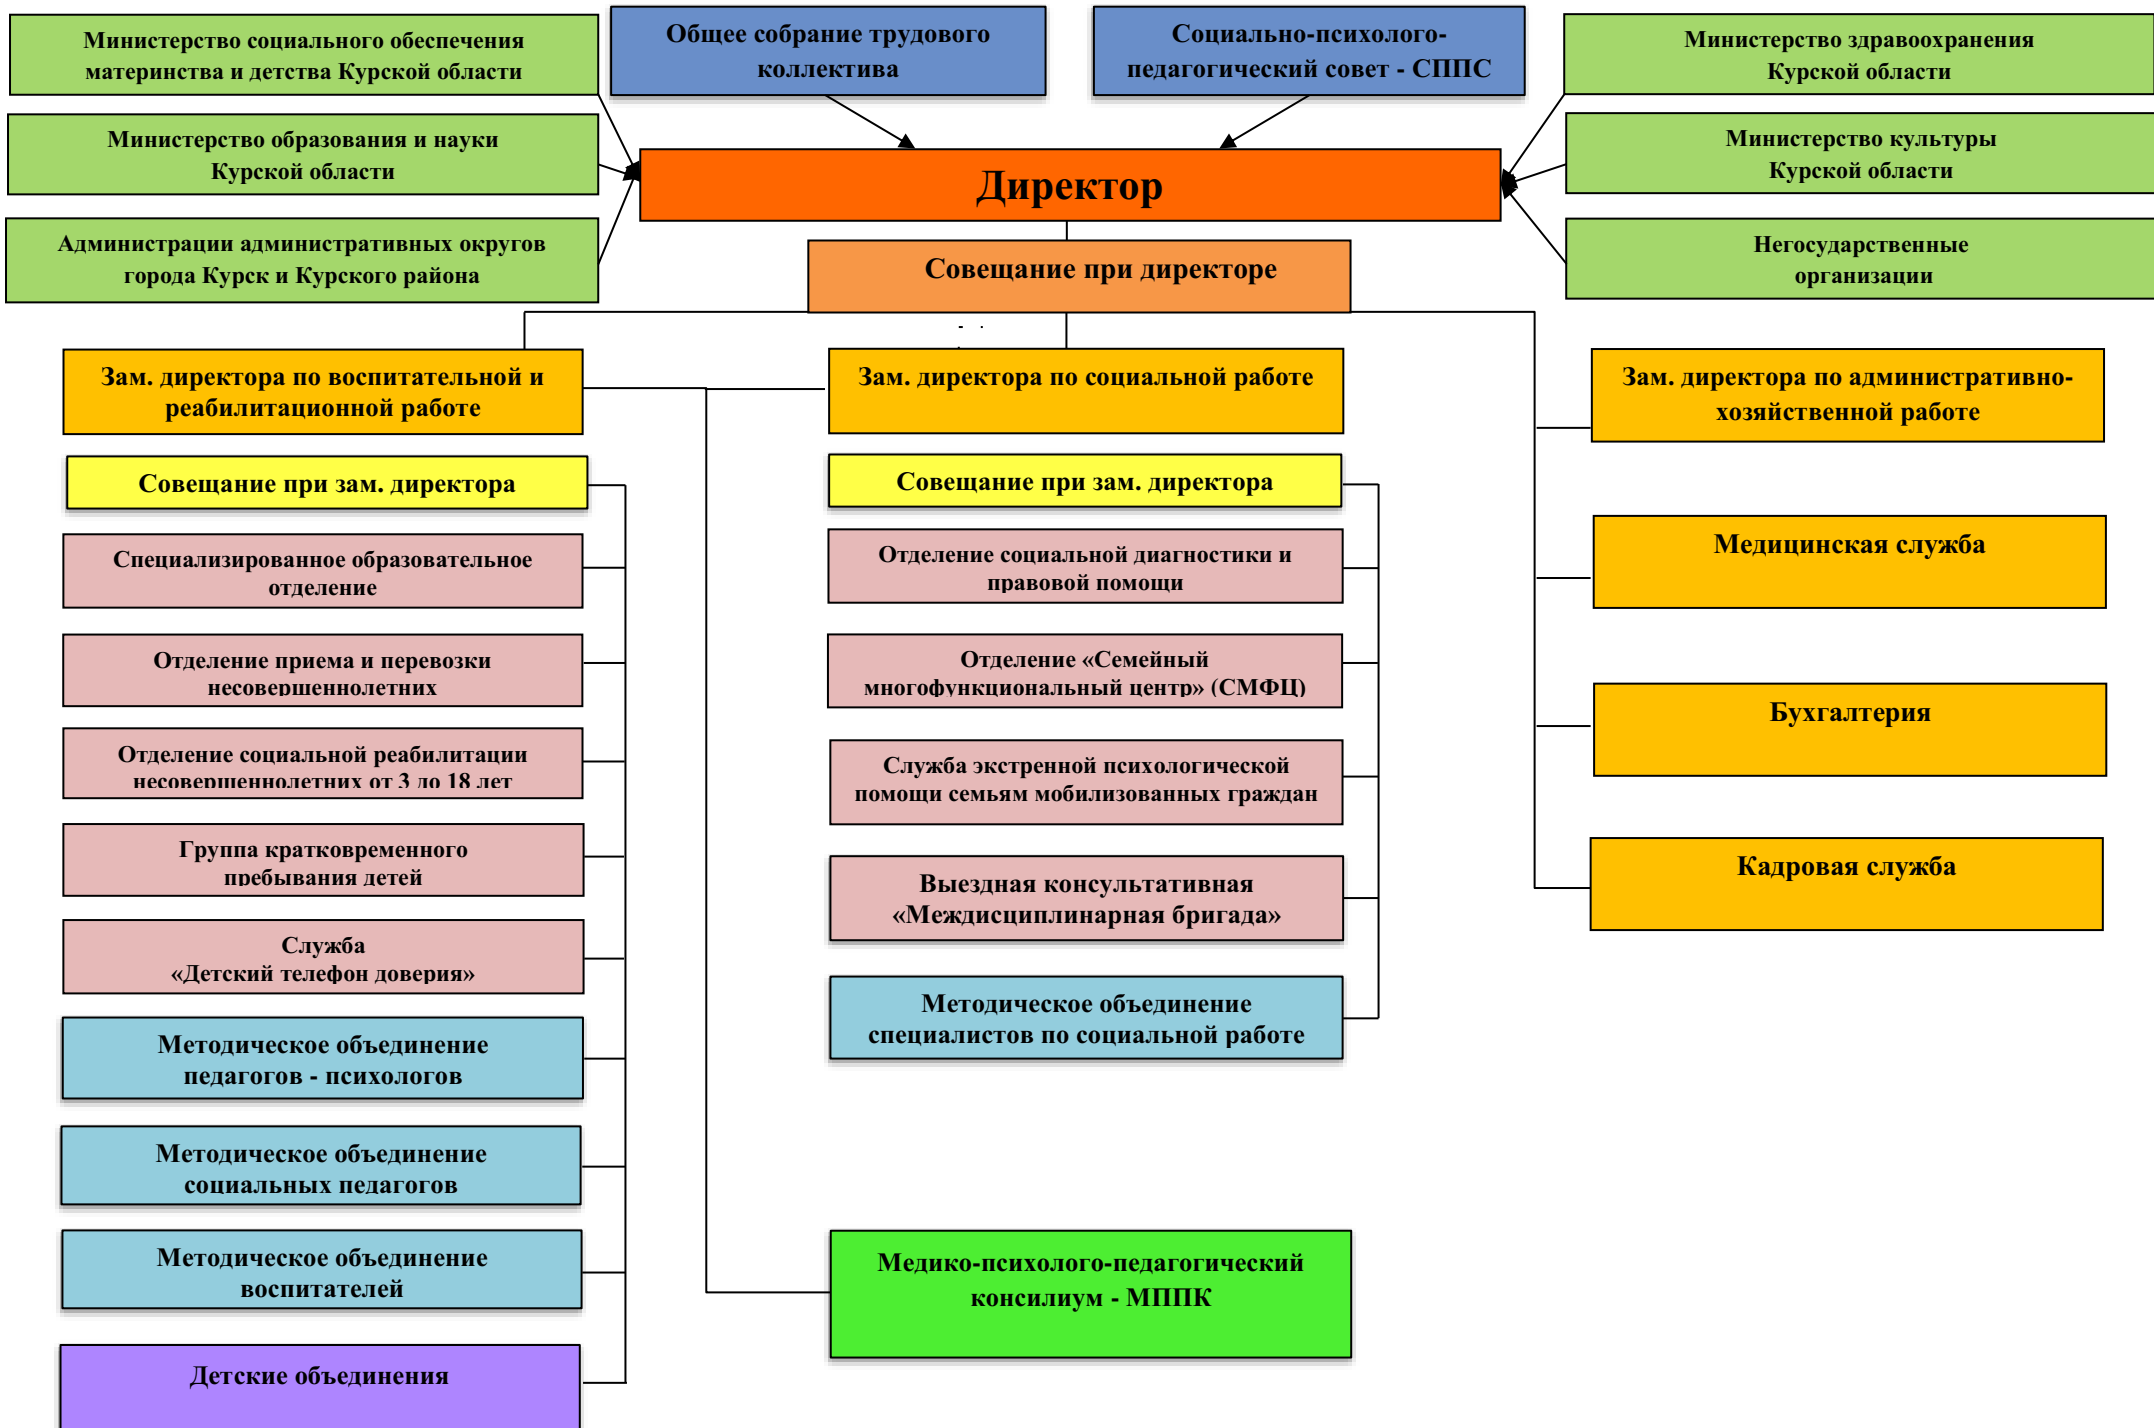 Министерство социального обеспечения
материнства и детства Курской области
Общее собрание трудового
коллектива
Социально-психолого-
педагогический совет - СППС
Министерство здравоохранения
Курской области
Министерство образования и науки
Курской области
Министерство культуры
Курской области
Директор
Администрации административных округов
города Курск и Курского района
Негосударственные
организации
Совещание при директоре
Зам. директора по воспитательной и
реабилитационной работе
Совещание при зам. директора
Специализированное образовательное
отделение
Отделение приема и перевозки
несовершеннолетних
Отделение социальной реабилитации
несовершеннолетних от 3 до 18 лет
Группа кратковременного
пребывания детей
Служба
«Детский телефон доверия»
Методическое объединение
педагогов - психологов
Методическое объединение
социальных педагогов
Методическое объединение
воспитателей
Детские объединения
Зам. директора по социальной работе
Совещание при зам. директора
Отделение социальной диагностики и
правовой помощи
Отделение «Семейный
многофункциональный центр» (СМФЦ)
Служба экстренной психологической
помощи семьям мобилизованных граждан
Выездная консультативная
«Междисциплинарная бригада»
Методическое объединение
специалистов по социальной работе
Медико-психолого-педагогический
консилиум - МППК
Зам. директора по административно-
хозяйственной работе
Медицинская служба
Бухгалтерия
Кадровая служба